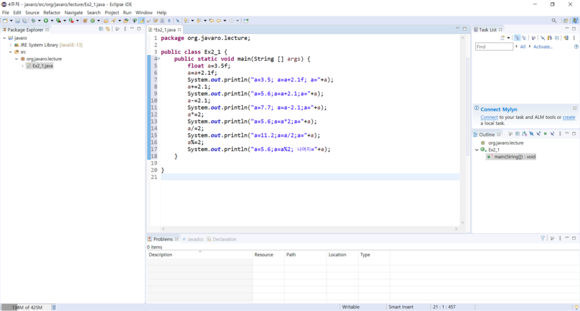 4주차 - javaro/src/org/javaro/lecture/Ex2_1.java - Eclipse IDE
File Edit Source Refactor Navigate Search Project Run Window Help
Package Explorer
javaro
JRE System Library [JavaSE-13]
src
org.javaro.lecture
Ex2_1.java
*Ex2_1.java
1 package org.javaro.lecture;
2
3 public class Ex2_1 {
4 public static void main(String [] args) {
5 float a=3.5f;
6 a=a+2.1f;
7 System.out.println("a=3.5; a=a+2.1f; a="+a);
8 a+=2.1;
9 System.out.println("a=5.6;a=a+2.1;a="+a);
10 a-=2.1;
11 System.out.println("a=7.7; a=a-2.1;a="+a);
12 a*=2;
13 System.out.println("a=5.6;a=a*2;a="+a);
14 a/=2;
15 System.out.println("a=11.2;a=a/2;a="+a);
16 a%=2;
17 System.out.println("a=5.6;a=a%2; 나머지="+a);
18 }
19
20 }
21
Task List
Find
All
Activate...
Connect Mylyn
Connect to your task and ALM tools or create a local task.
Outline
org.javaro.lecture
Ex2_1
main(String[]) : void
Problems Javadoc Declaration
0 items
Description Resource Path Location Type
of 425M
Writable
Smart Insert
21 : 1 : 457